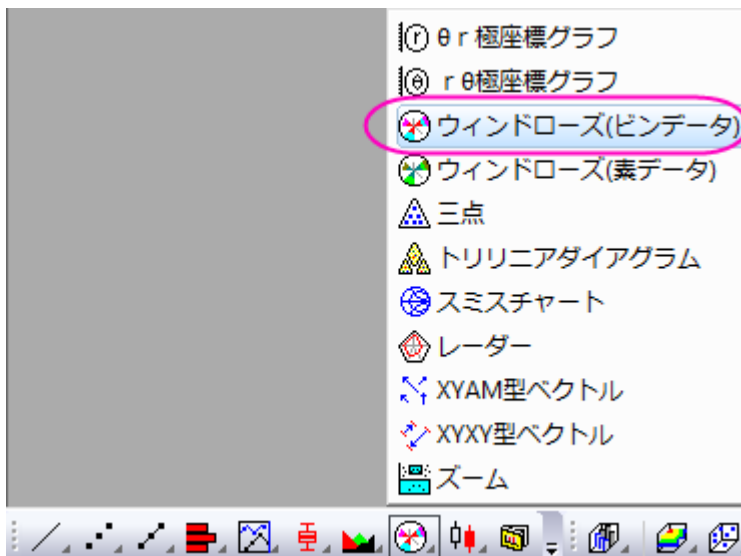 θ r 極座標グラフ
r θ極座標グラフ
ウィンドローズ(ビンデータ)
ウィンドローズ(素データ)
三点
トリリニアダイアグラム
スミスチャート
レーダー
XYAM型ベクトル
XYXY型ベクトル
ズーム